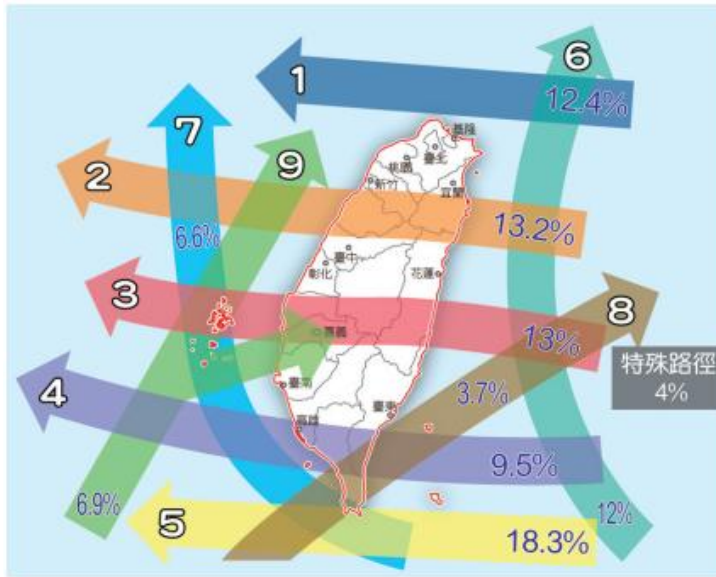 1
12.4%
6
7
9
基隆
臺北
桃園
新竹
宜蘭
2
13.2%
6.6%
臺中
彰化
花蓮
3
13%
8
嘉義
特殊路徑
4%
3.7%
4
臺南
臺東
高雄
9.5%
6.9%
5
18.3%
12%